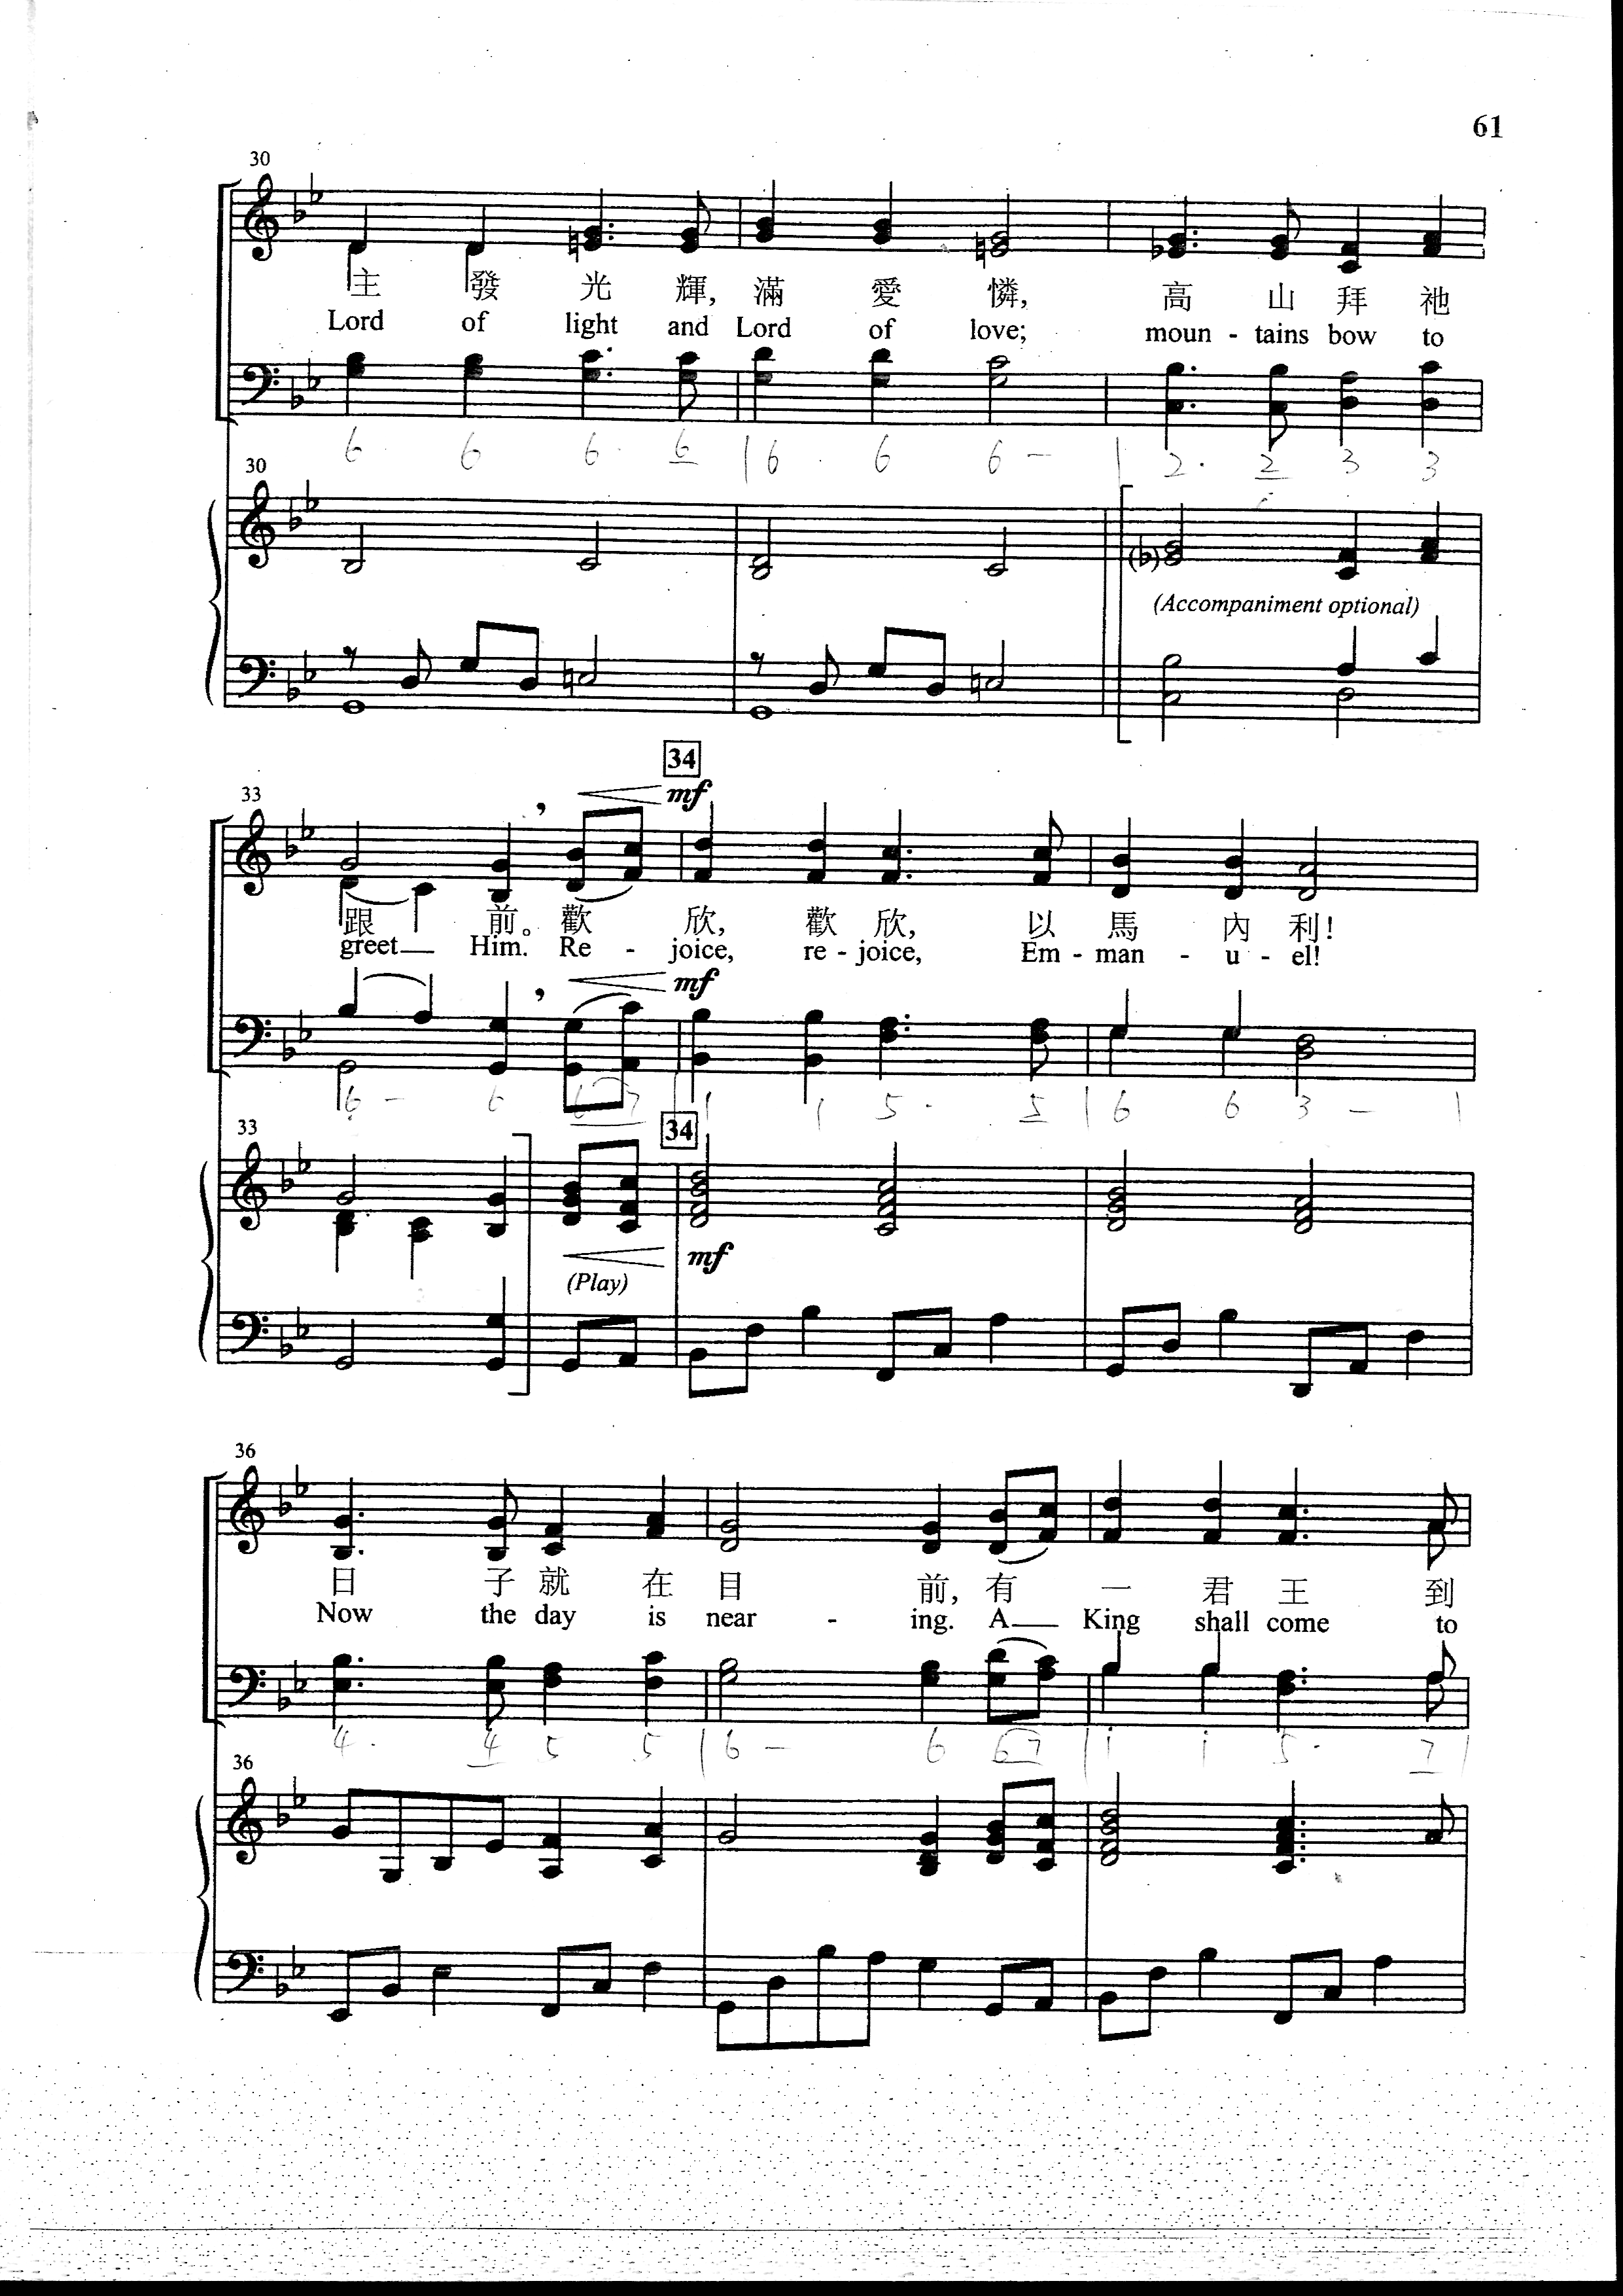 61
30
主 發 光 輝, 滿 愛 憐, 高 山 拜 祂
Lord of light and Lord of love; moun - tains bow to
6 6 6. 6 | 6. 6 6 - | 2. 2 3 3
30
(Accompaniment optional)
34
33
mf
跟 前。歡 欣, 歡 欣, 以 馬 內 利!
greet Him. Re - joice, re - joice, Em - man - u - el!
mf
6 - 6 6 7 | 1 1 5. 5 | 6 6 3 - |
33
34
mf
(Play)
36
日 子 就 在 目 前, 有 一 君 王 到
Now the day is near - ing. A King shall come to
4. 4 5 5 | 6 - 6 6 7 | i i 5. 7 |
36